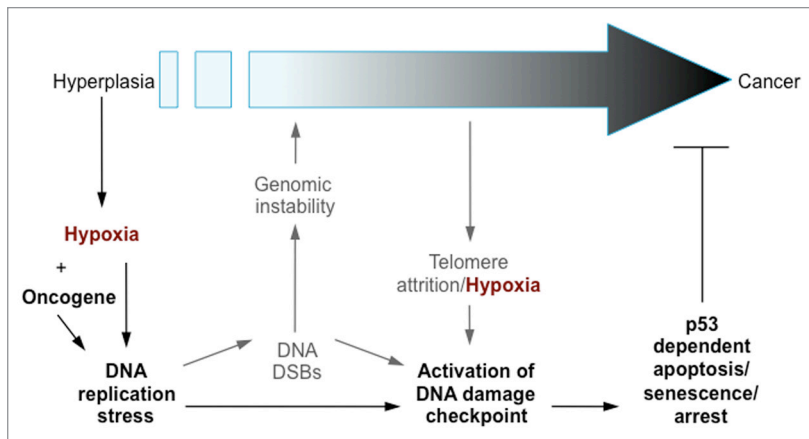 Hyperplasia
Cancer
Genomic
instability
Hypoxia
+
Oncogene
Telomere
attrition/Hypoxia
DNA
replication
stress
DNA
DSBs
Activation of
DNA damage
checkpoint
p53
dependent
apoptosis/
senescence/
arrest